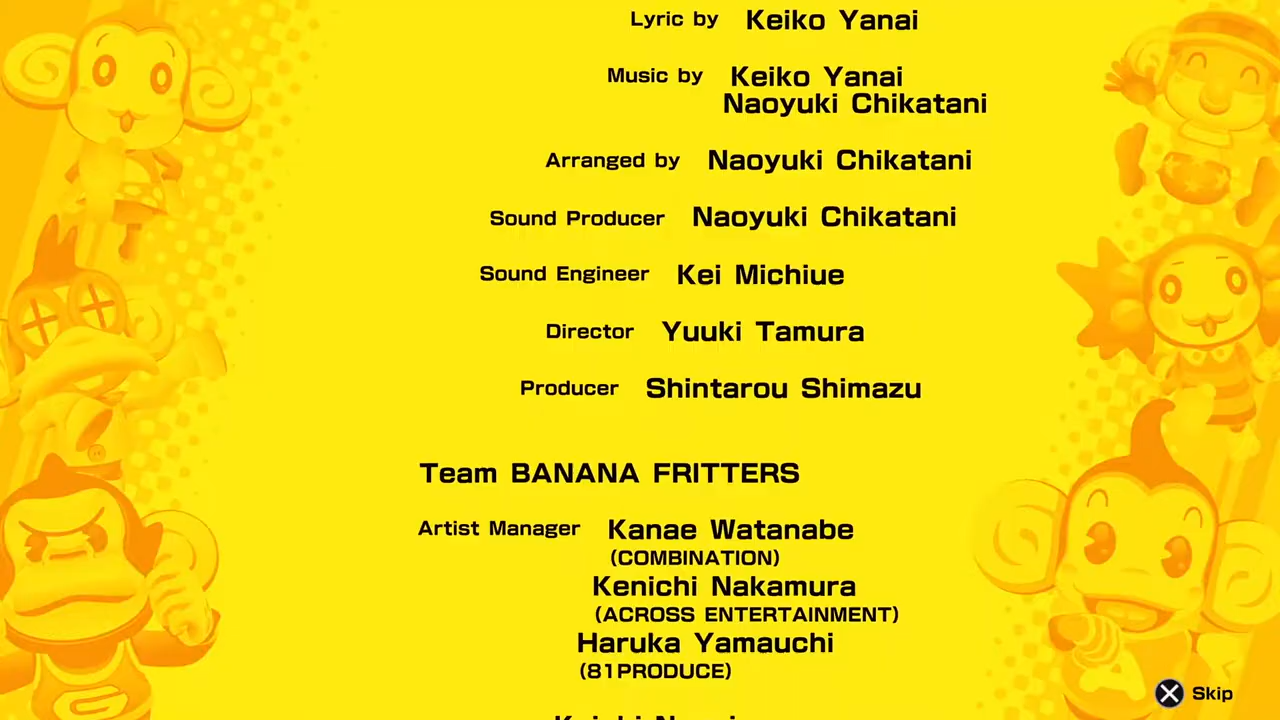 Lyric by Keiko Yanai
Music by Keiko Yanai
Naoyuki Chikatani
Arranged by Naoyuki Chikatani
Sound Producer Naoyuki Chikatani
Sound Engineer Kei Michiue
Director Yuuki Tamura
Producer Shintarou Shimazu
Team BANANA FRITTERS
Artist Manager Kanae Watanabe
(COMBINATION)
Kenichi Nakamura
(ACROSS ENTERTAINMENT)
Haruka Yamauchi
(81PRODUCE)
Skip